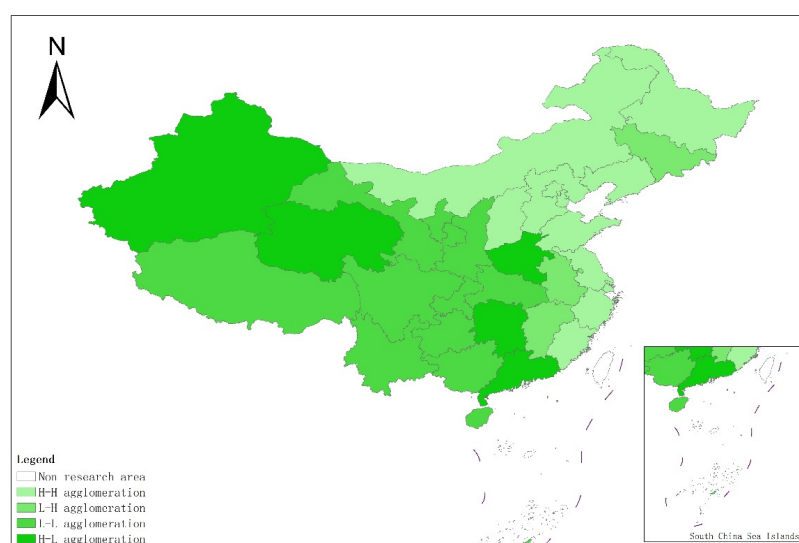 N
Legend
Non research area
H-H agglomeration
L-H agglomeration
L-L agglomeration
H-L agglomeration
South China Sea Islands